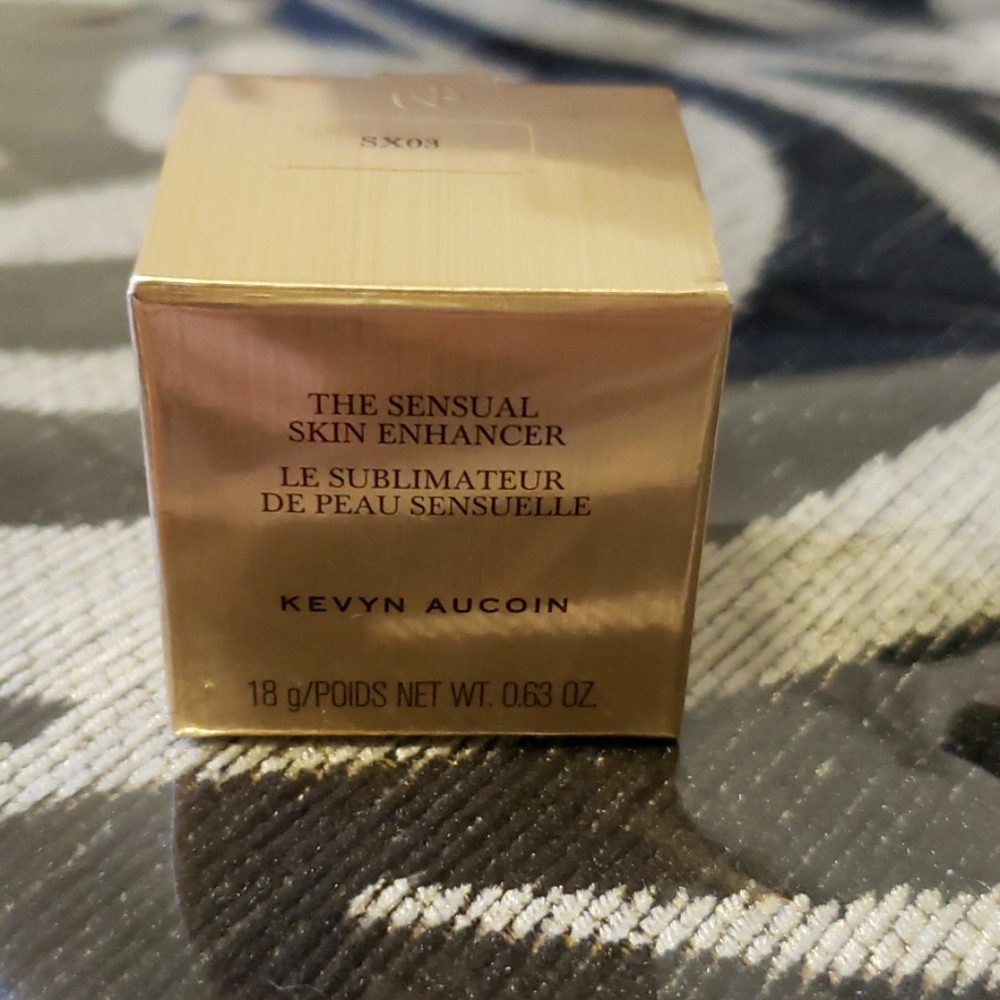 SX03
THE SENSUAL
SKIN ENHANCER
LE SUBLIMATEUR
DE PEAU SENSUELLE
KEVYN AUCOIN
18 g/POIDS NET WT. 0.63 OZ.